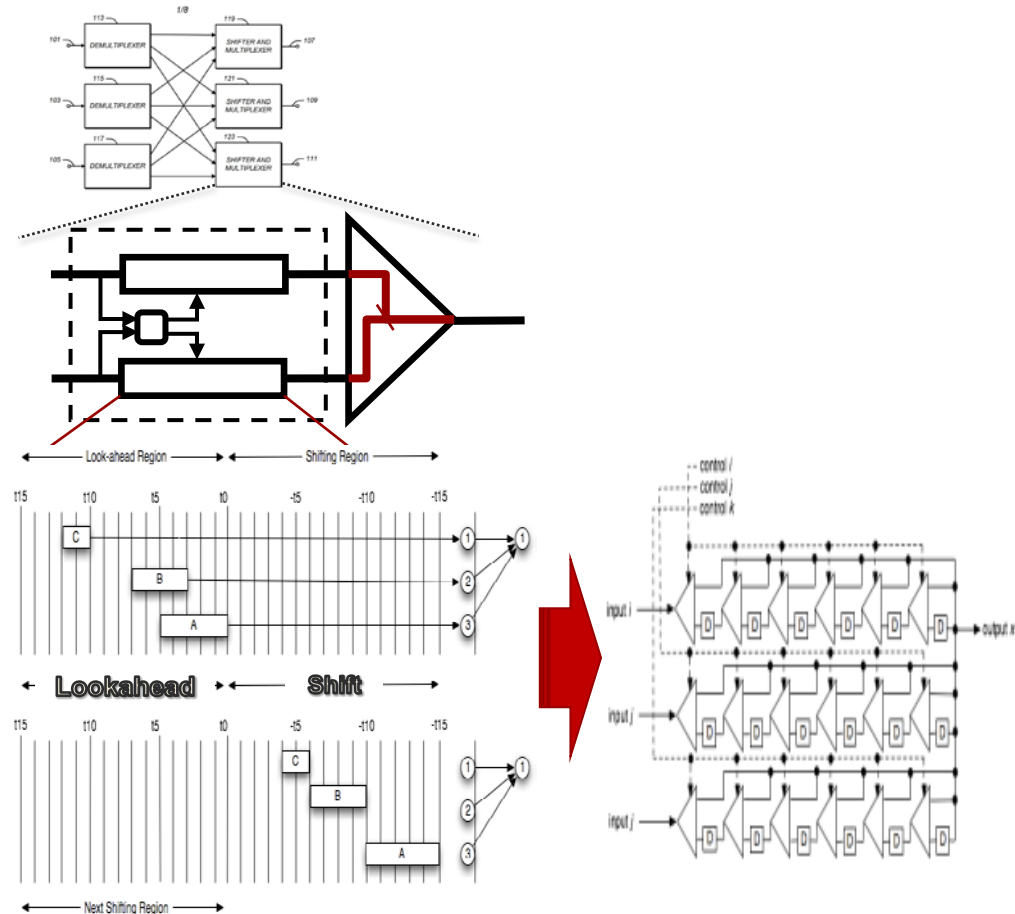 1/8
113
119
101
DEMULTIPLEXER
SHIFTER AND
MULTIPLEXER
107
115
121
103
DEMULTIPLEXER
SHIFTER AND
MULTIPLEXER
109
117
123
105
DEMULTIPLEXER
SHIFTER AND
MULTIPLEXER
111
Look-ahead Region
Shifting Region
t15 t10 t5 t0 -t5 -t10 -t15
C
1 1
B
2
A
3
Lookahead
Shift
t15 t10 t5 t0 -t5 -t10 -t15
C
1 1
B
2
A
3
Next Shifting Region
control i
control j
control k
input i
D D D D D D
output x
input j
D D D D D D
input j
D D D D D D